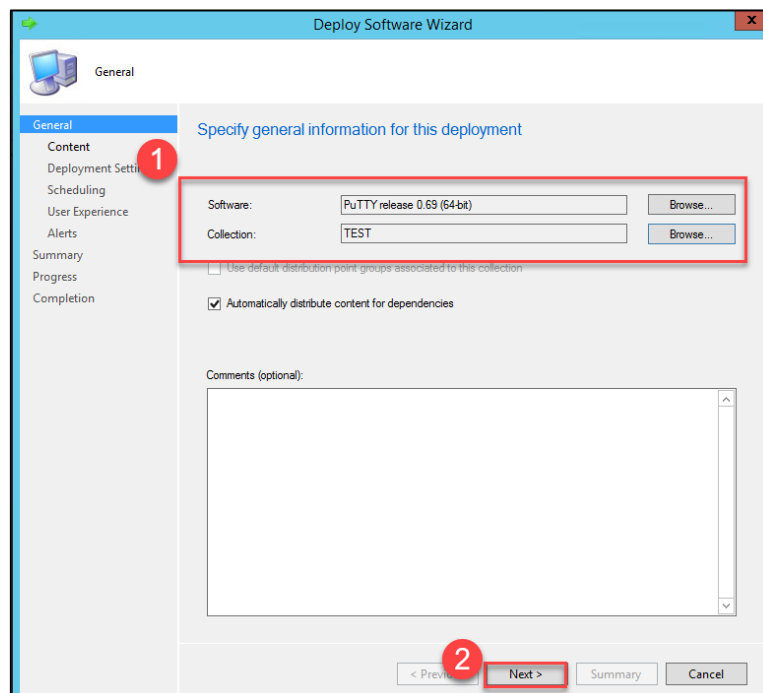 Deploy Software Wizard
X
General
General
Content
Deployment Setti
Scheduling
User Experience
Alerts
Summary
Progress
Completion
1
Specify general information for this deployment
Software: PuTTY release 0.69 (64-bit) Browse...
Collection: TEST Browse...
Use default distribution point groups associated to this collection
Automatically distribute content for dependencies
Comments (optional):
2
< Previ Next > Summary Cancel